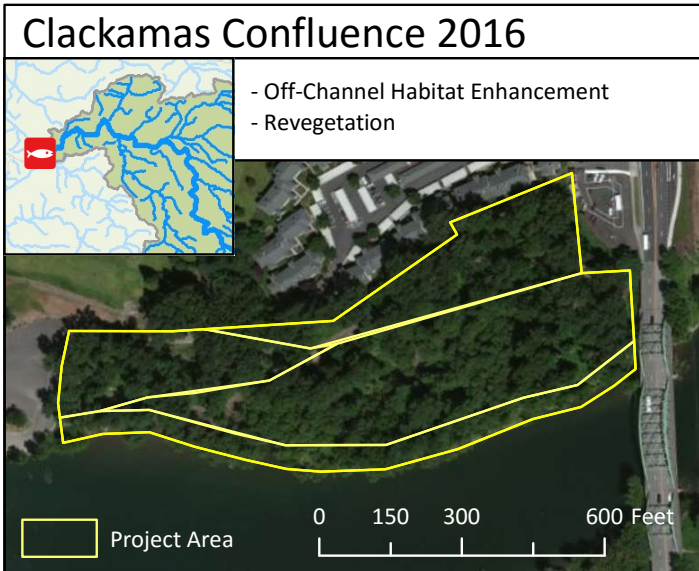 Clackamas Confluence 2016
- Off-Channel Habitat Enhancement
- Revegetation
Project Area
0 150 300 600 Feet